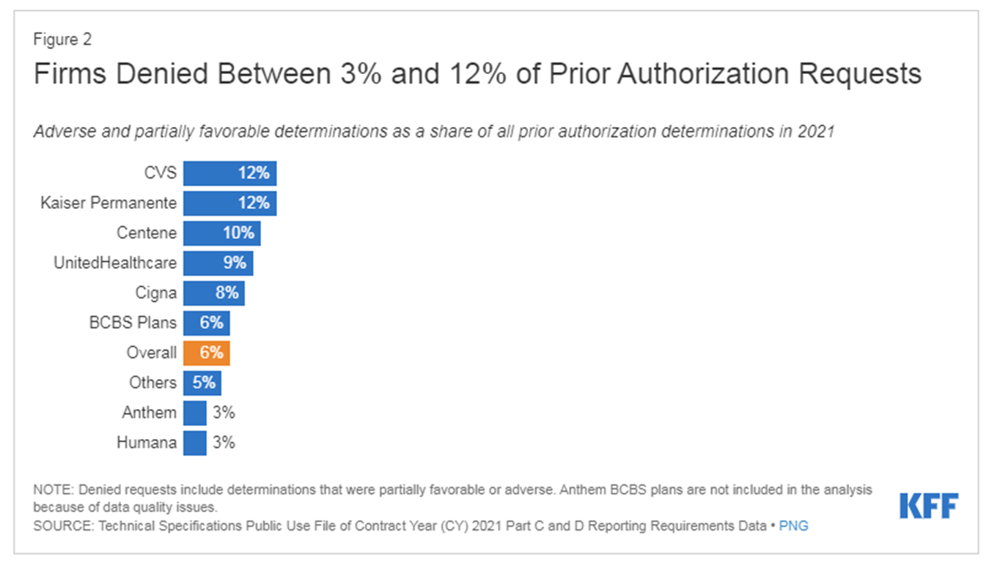 Figure 2
Firms Denied Between 3% and 12% of Prior Authorization Requests
Adverse and partially favorable determinations as a share of all prior authorization determinations in 2021
CVS 12%
Kaiser Permanente 12%
Centene 10%
UnitedHealthcare 9%
Cigna 8%
BCBS Plans 6%
Overall 6%
Others 5%
Anthem 3%
Humana 3%
NOTE: Denied requests include determinations that were partially favorable or adverse. Anthem BCBS plans are not included in the analysis
because of data quality issues.
SOURCE: Technical Specifications Public Use File of Contract Year (CY) 2021 Part C and D Reporting Requirements Data • PNG
KFF